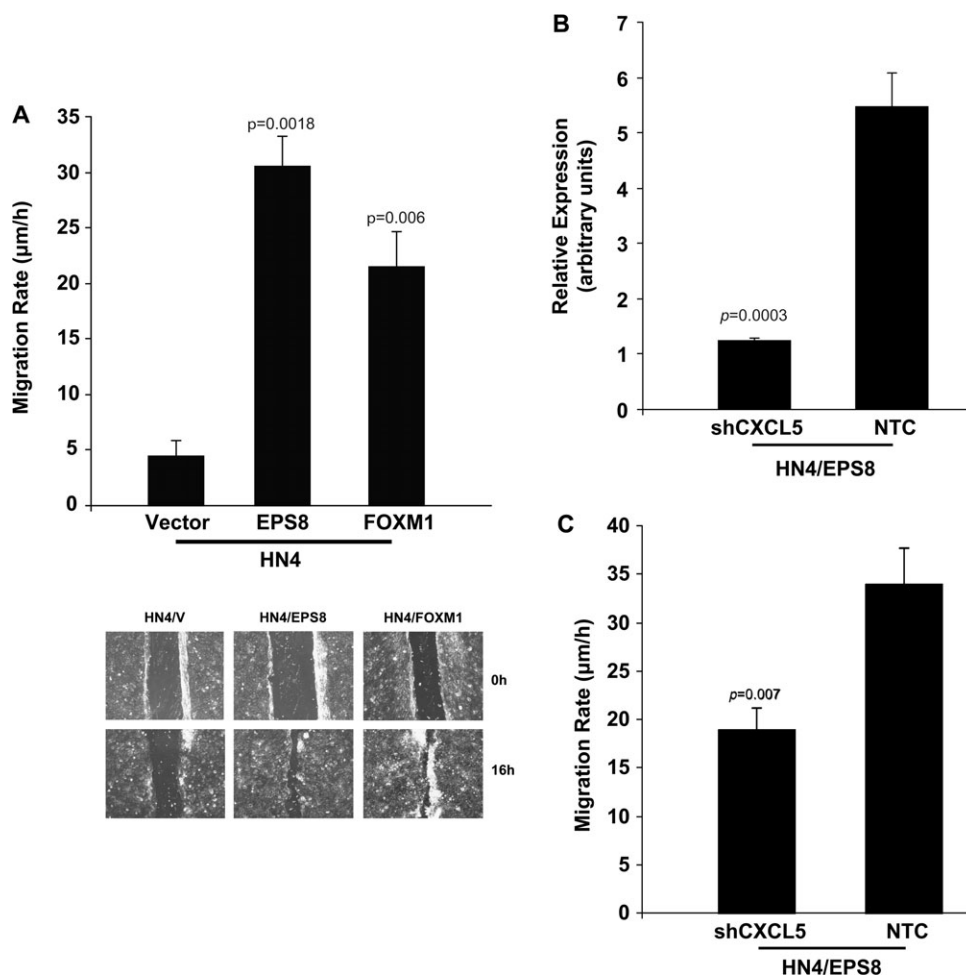 A
Migration Rate (µm/h)
35
30
25
20
15
10
5
0
p=0.0018
p=0.006
Vector EPS8 FOXM1
HN4
HN4/V HN4/EPS8 HN4/FOXM1
0h
16h
B
Relative Expression
(arbitrary units)
7
6
5
4
3
2
1
0
p=0.0003
shCXCL5 NTC
HN4/EPS8
C
Migration Rate (µm/h)
40
35
30
25
20
15
10
5
0
p=0.007
shCXCL5 NTC
HN4/EPS8